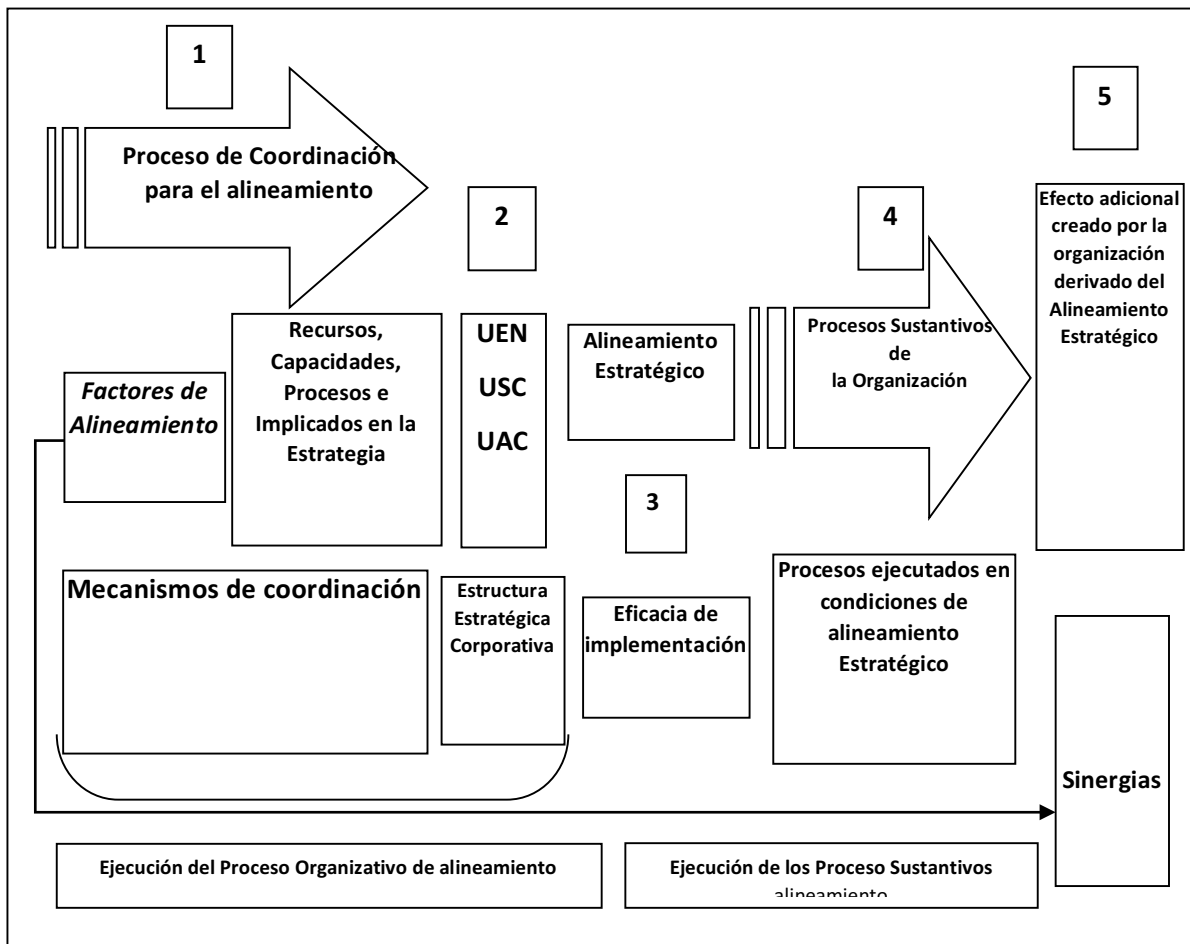 1
Proceso de Coordinación
para el alineamiento
2
4
5
Efecto adicional
creado por la
organización
derivado del
Alineamiento
Estratégico
Factores de
Alineamiento
Recursos,
Capacidades,
Procesos e
Implicados en la
Estrategia
UEN
USC
UAC
Alineamiento
Estratégico
Procesos Sustantivos
de
la Organización
3
Mecanismos de coordinación
Estructura
Estratégica
Corporativa
Eficacia de
implementación
Procesos ejecutados en
condiciones de
alineamiento
Estratégico
Sinergias
Ejecución del Proceso Organizativo de alineamiento
Ejecución de los Proceso Sustantivos
alineamiento